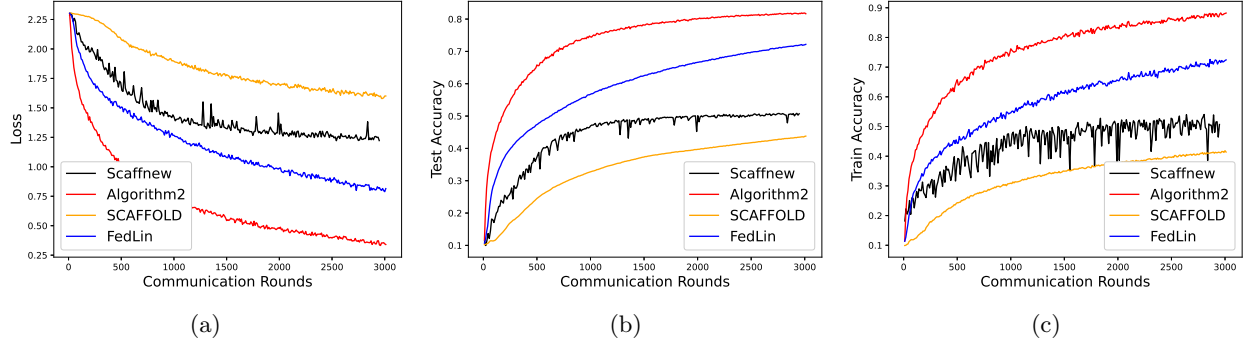 Loss
2.25
2.00
1.75
1.50
1.25
1.00
0.75
0.50
0.25
Scaffnew
Algorithm2
SCAFFOLD
FedLin
0 500 1000 1500 2000 2500 3000
Communication Rounds
(a)
Test Accuracy
0.8
0.7
0.6
0.5
0.4
0.3
0.2
0.1
Scaffnew
Algorithm2
SCAFFOLD
FedLin
0 500 1000 1500 2000 2500 3000
Communication Rounds
(b)
Train Accuracy
0.9
0.8
0.7
0.6
0.5
0.4
0.3
0.2
0.1
Scaffnew
Algorithm2
SCAFFOLD
FedLin
0 500 1000 1500 2000 2500 3000
Communication Rounds
(c)